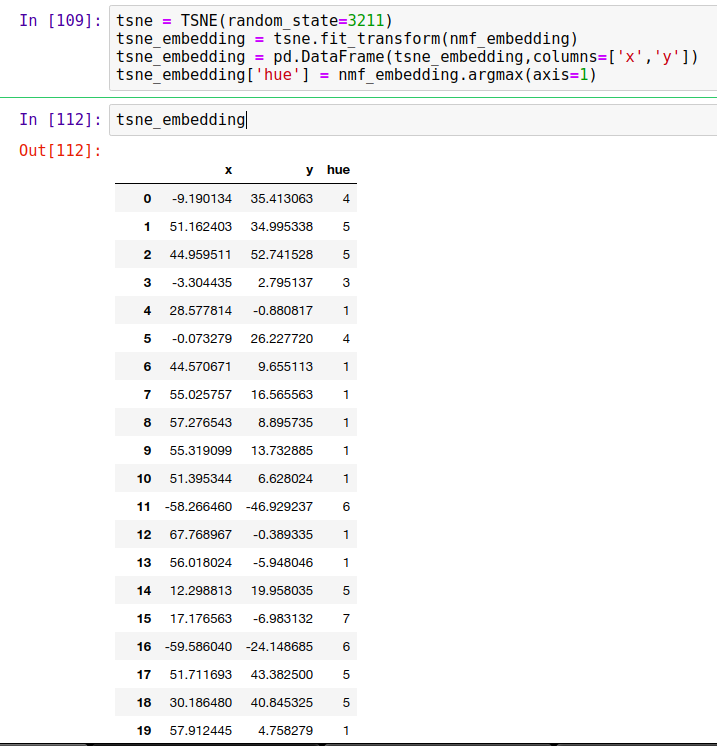 In [109]: tsne = TSNE(random_state=3211)
tsne_embedding = tsne.fit_transform(nmf_embedding)
tsne_embedding = pd.DataFrame(tsne_embedding,columns=['x','y'])
tsne_embedding['hue'] = nmf_embedding.argmax(axis=1)
In [112]: tsne_embedding
Out[112]:
x y hue
0 -9.190134 35.413063 4
1 51.162403 34.995338 5
2 44.959511 52.741528 5
3 -3.304435 2.795137 3
4 28.577814 -0.880817 1
5 -0.073279 26.227720 4
6 44.570671 9.655113 1
7 55.025757 16.565563 1
8 57.276543 8.895735 1
9 55.319099 13.732885 1
10 51.395344 6.628024 1
11 -58.266460 -46.929237 6
12 67.768967 -0.389335 1
13 56.018024 -5.948046 1
14 12.298813 19.958035 5
15 17.176563 -6.983132 7
16 -59.586040 -24.148685 6
17 51.711693 43.382500 5
18 30.186480 40.845325 5
19 57.912445 4.758279 1